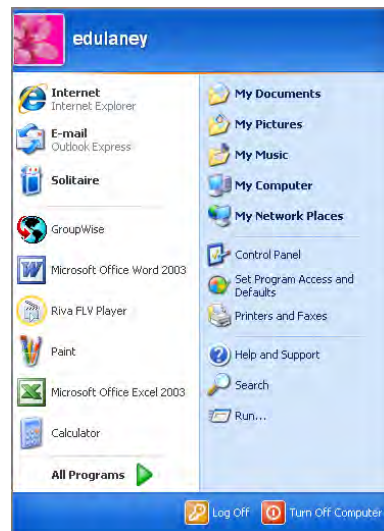 edulaney
Internet
Internet Explorer
E-mail
Outlook Express
Solitaire
GroupWise
Microsoft Office Word 2003
Riva FLV Player
Paint
Microsoft Office Excel 2003
Calculator
All Programs
My Documents
My Pictures
My Music
My Computer
My Network Places
Control Panel
Set Program Access and
Defaults
Printers and Faxes
Help and Support
Search
Run...
Log Off
Turn Off Computer